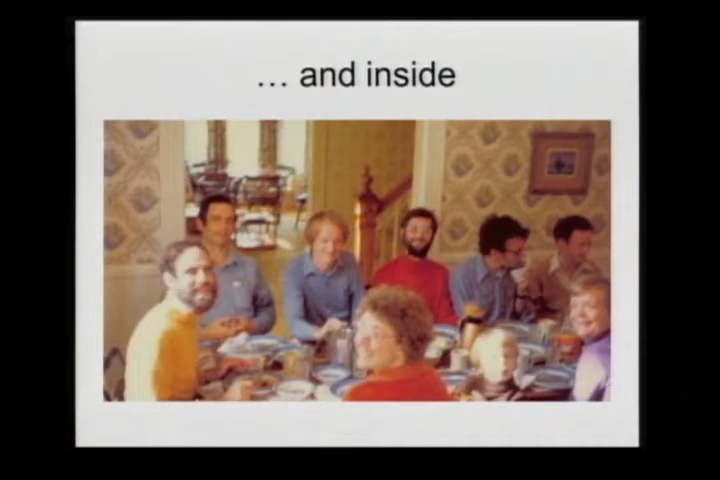 … and inside